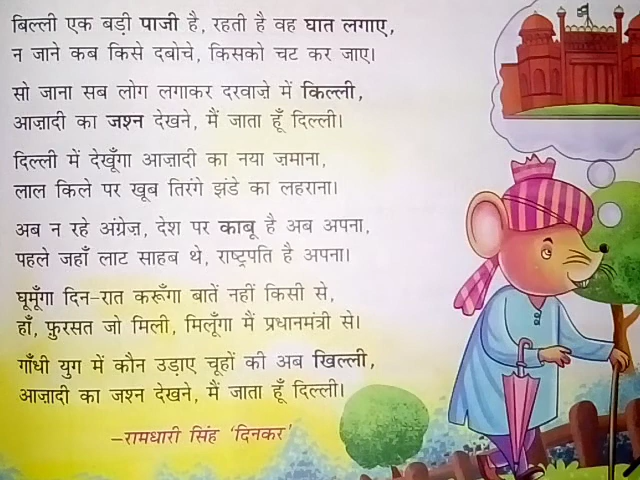 बिल्ली एक बड़ी पाजी है, रहती है वह घात लगाए,
न जाने कब किसे दबोचे, किसको चट कर जाए।
सो जाना सब लोग लगाकर दरवाज़े में किल्ली,
आज़ादी का जश्न देखने, मैं जाता हूँ दिल्ली।
दिल्ली में देखूँगा आज़ादी का नया ज़माना,
लाल किले पर खूब तिरंगे झंडे का लहराना।
अब न रहे अंग्रेज़, देश पर काबू है अब अपना,
पहले जहाँ लाट साहब थे, राष्ट्रपति है अपना।
घूमूँगा दिन-रात करूँगा बातें नहीं किसी से,
हाँ, फ़ुरसत जो मिली, मिलूँगा मैं प्रधानमंत्री से।
गाँधी युग में कौन उड़ाए चूहों की अब खिल्ली,
आज़ादी का जश्न देखने, मैं जाता हूँ दिल्ली।
–रामधारी सिंह 'दिनकर'